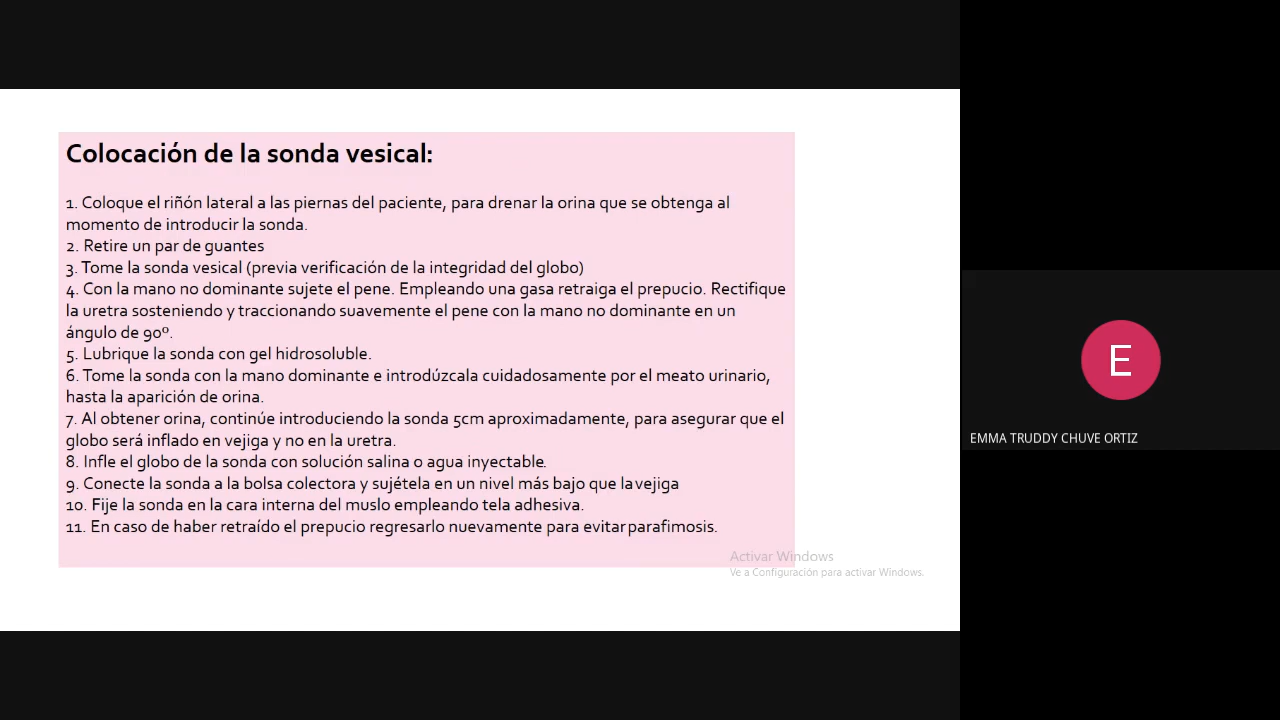 Colocación de la sonda vesical:
1. Coloque el riñón lateral a las piernas del paciente, para drenar la orina que se obtenga al
momento de introducir la sonda.
2. Retire un par de guantes
3. Tome la sonda vesical (previa verificación de la integridad del globo)
4. Con la mano no dominante sujete el pene. Empleando una gasa retraiga el prepucio. Rectifique
la uretra sosteniendo y traccionando suavemente el pene con la mano no dominante en un
ángulo de 90º.
5. Lubrique la sonda con gel hidrosoluble.
6. Tome la sonda con la mano dominante e introdúzcala cuidadosamente por el meato urinario,
hasta la aparición de orina.
7. Al obtener orina, continúe introduciendo la sonda 5cm aproximadamente, para asegurar que el
globo será inflado en vejiga y no en la uretra.
8. Infle el globo de la sonda con solución salina o agua inyectable.
9. Conecte la sonda a la bolsa colectora y sujétela en un nivel más bajo que la vejiga
10. Fije la sonda en la cara interna del muslo empleando tela adhesiva.
11. En caso de haber retraído el prepucio regresarlo nuevamente para evitar parafimosis.
Activar Windows
Ve a Configuración para activar Windows.
E
EMMA TRUDDY CHUVE ORTIZ